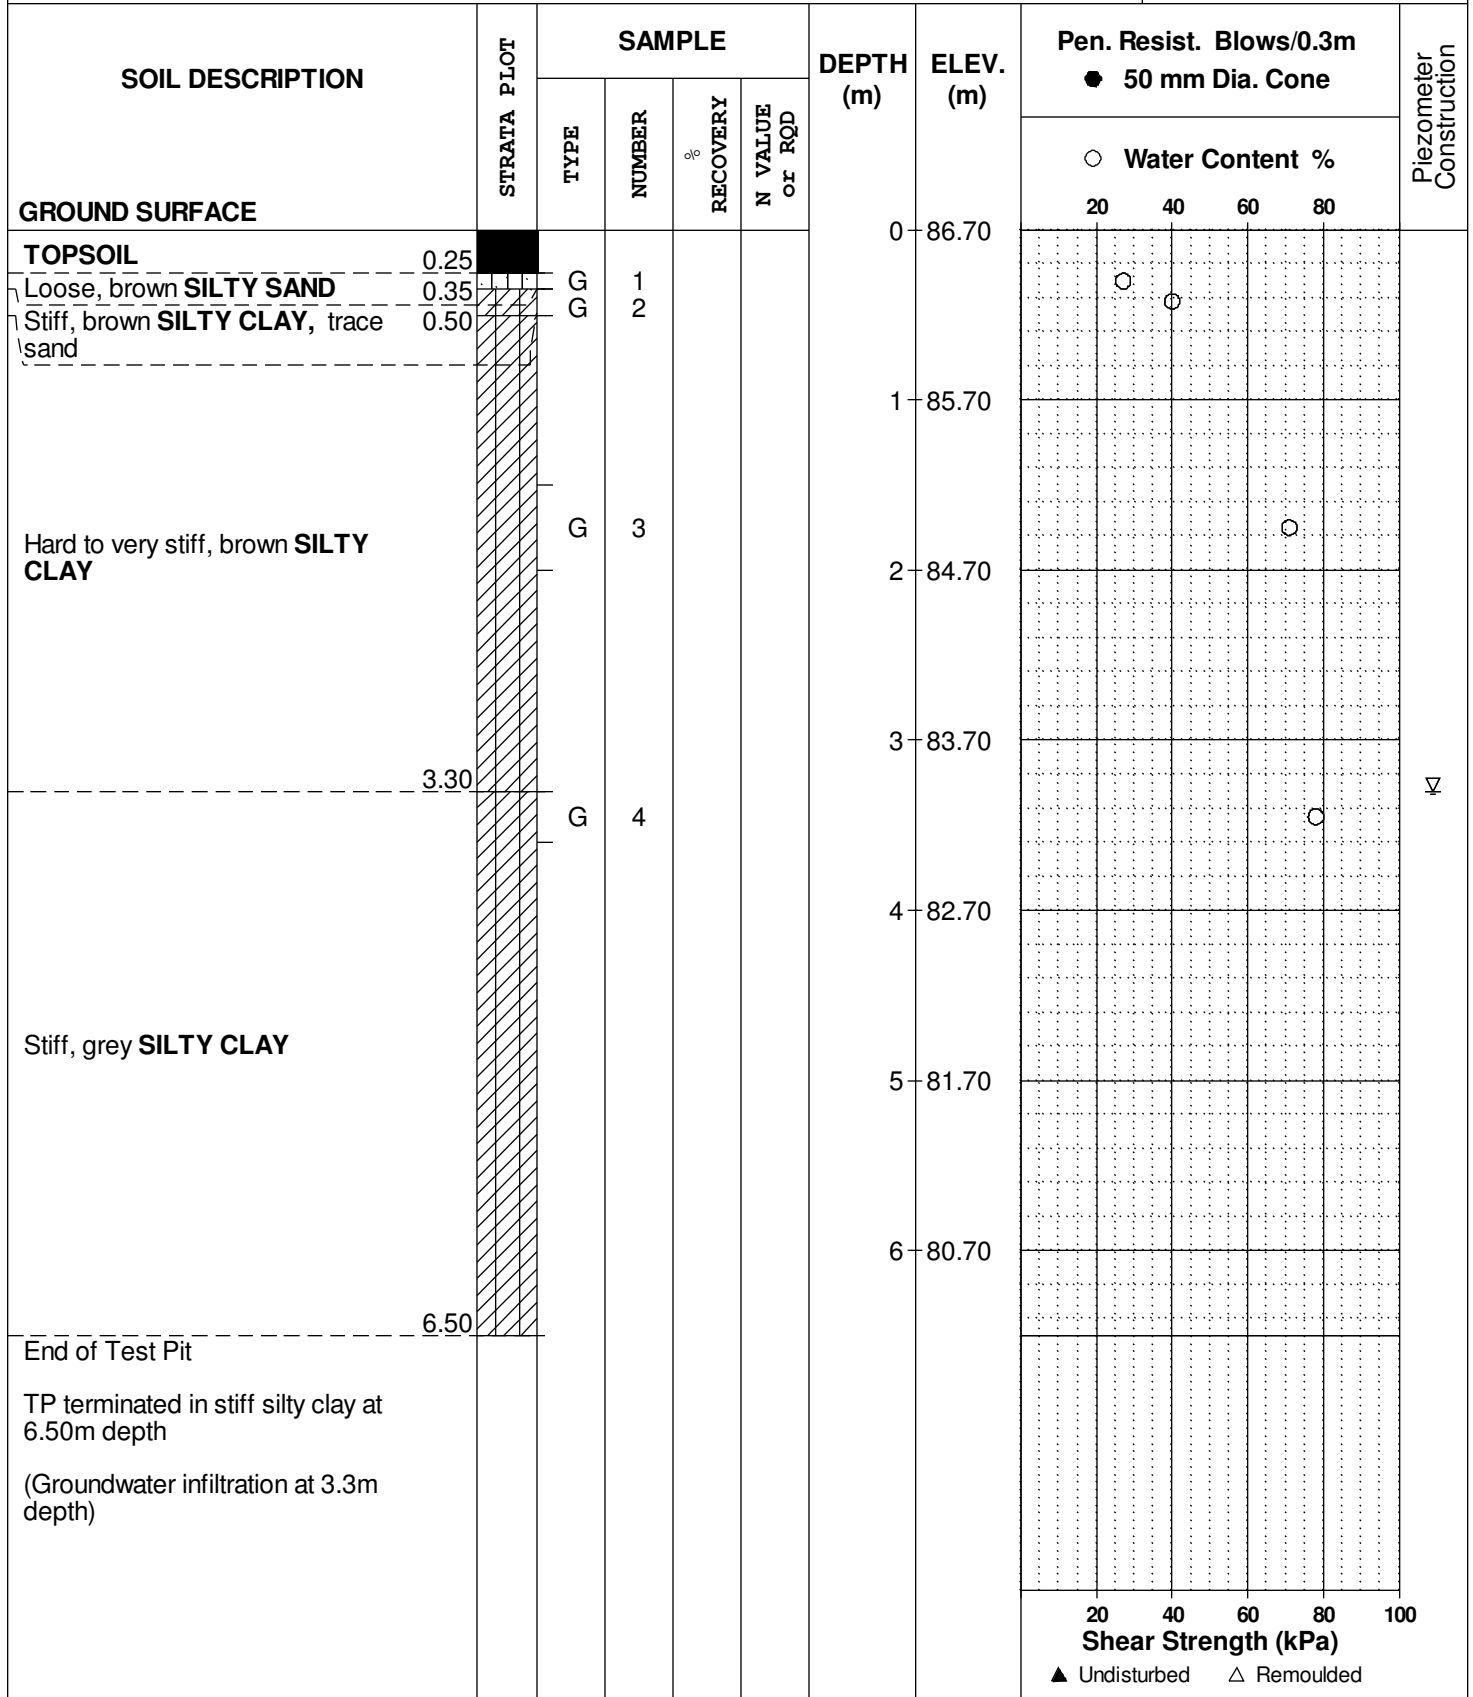 SOIL DESCRIPTION
GROUND SURFACE
STRATA PLOT
SAMPLE
TYPE
NUMBER
%
RECOVERY
N VALUE
or RQD
DEPTH
(m)
ELEV.
(m)
Pen. Resist. Blows/0.3m
● 50 mm Dia. Cone
○ Water Content %
20 40 60 80
Piezometer
Construction
0 86.70
TOPSOIL 0.25
Loose, brown SILTY SAND 0.35
G 1
Stiff, brown SILTY CLAY, trace 0.50
sand
G 2
1 85.70
Hard to very stiff, brown SILTY
CLAY
G 3
2 84.70
3 83.70
3.30
G 4
4 82.70
Stiff, grey SILTY CLAY
5 81.70
6 80.70
6.50
End of Test Pit
TP terminated in stiff silty clay at
6.50m depth
(Groundwater infiltration at 3.3m
depth)
20 40 60 80 100
Shear Strength (kPa)
▲ Undisturbed △ Remoulded